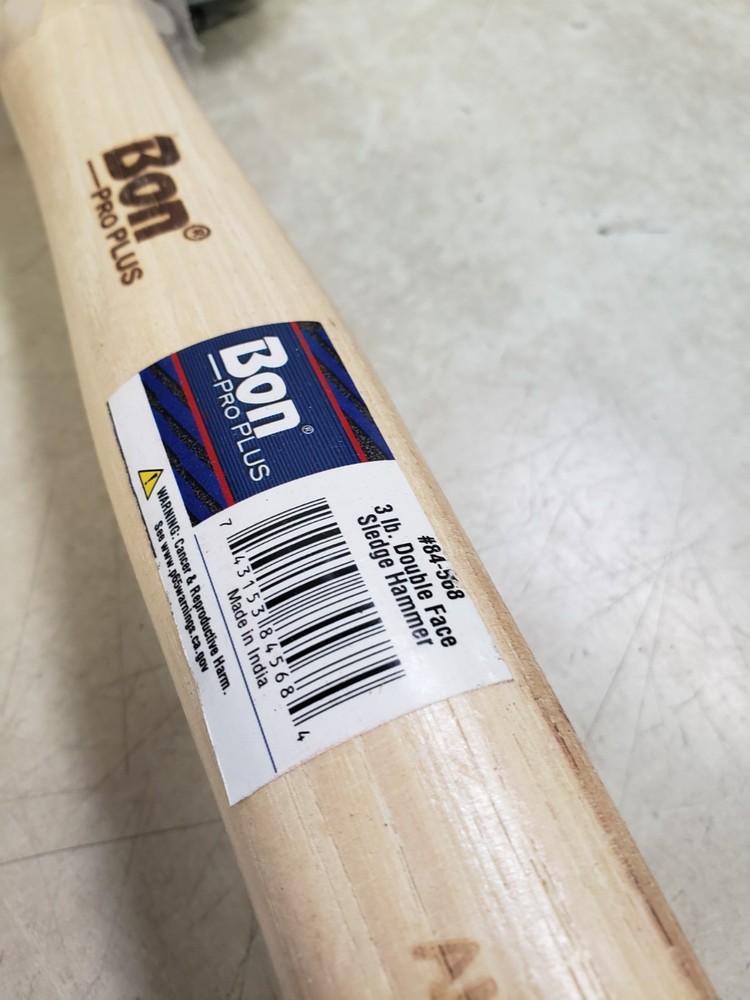 Bon®
PRO PLUS
Bon®
PRO PLUS
#84-568
3 lb. Double Face
Sledge Hammer
7 43153 84568 4
Made in India
WARNING: Cancer & Reproductive Harm.
See www.p65warnings.ca.gov